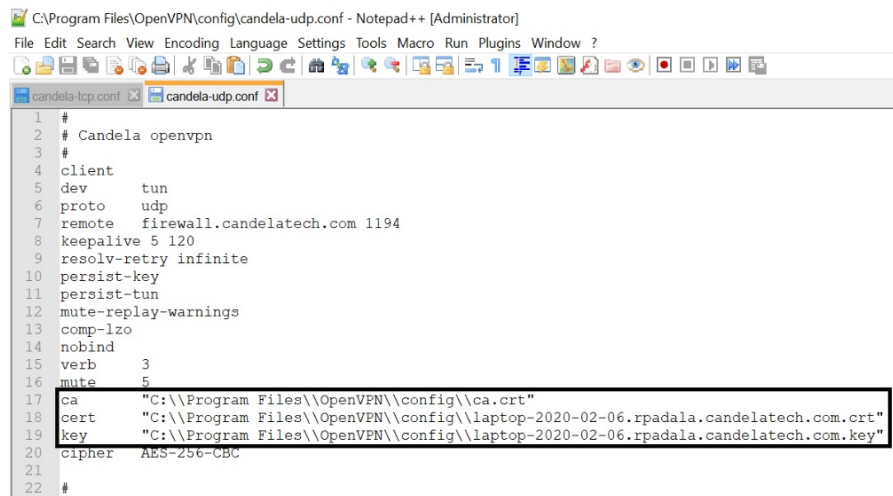 C:\Program Files\OpenVPN\config\candela-udp.conf - Notepad++ [Administrator]
File Edit Search View Encoding Language Settings Tools Macro Run Plugins Window ?
candela-tcp.conf candela-udp.conf
1 #
2 # Candela openvpn
3 #
4 client
5 dev tun
6 proto udp
7 remote firewall.candelatech.com 1194
8 keepalive 5 120
9 resolv-retry infinite
10 persist-key
11 persist-tun
12 mute-replay-warnings
13 comp-lzo
14 nobind
15 verb 3
16 mute 5
17 ca "C:\\Program Files\\OpenVPN\\config\\ca.crt"
18 cert "C:\\Program Files\\OpenVPN\\config\\laptop-2020-02-06.rpadala.candelatech.com.crt"
19 key "C:\\Program Files\\OpenVPN\\config\\laptop-2020-02-06.rpadala.candelatech.com.key"
20 cipher AES-256-CBC
21
22 #